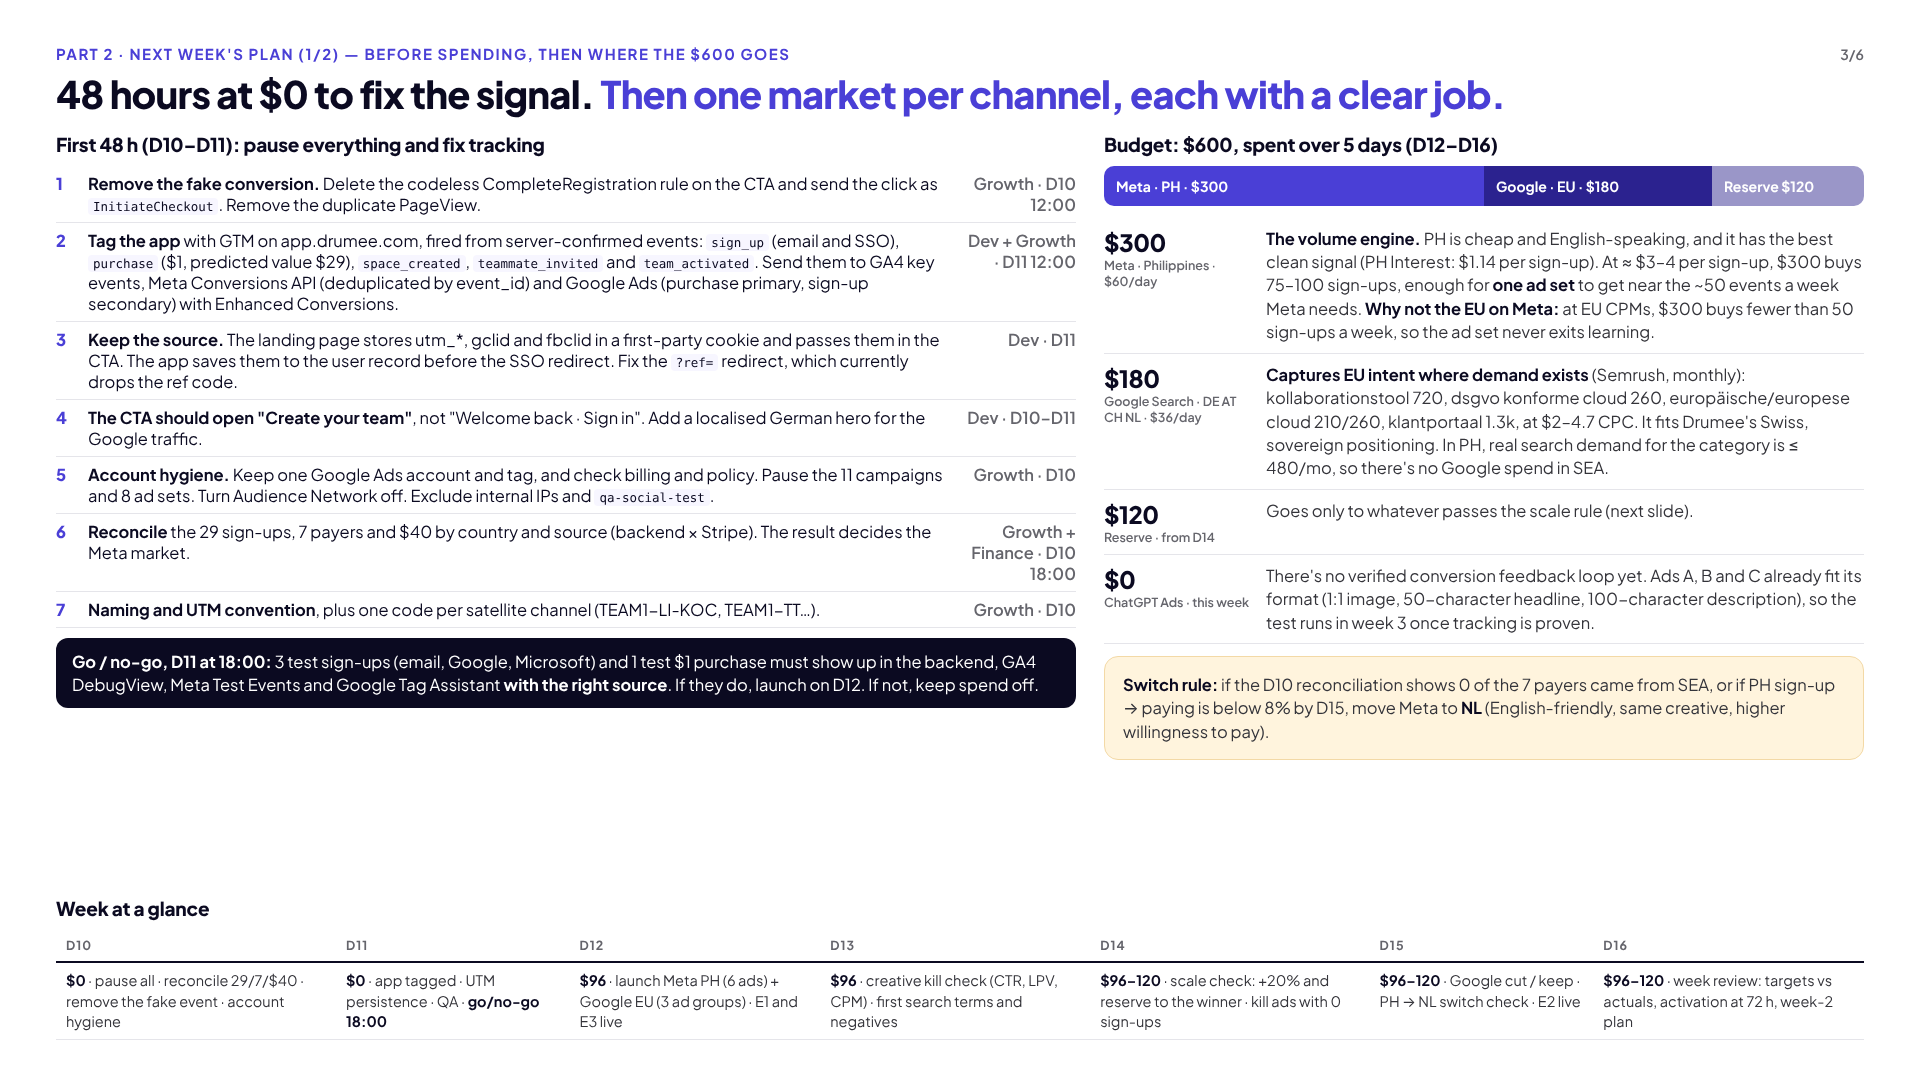 PART 2 · NEXT WEEK'S PLAN (1/2) — BEFORE SPENDING, THEN WHERE THE $600 GOES
3/6
48 hours at $0 to fix the signal. Then one market per channel, each with a clear job.
First 48 h (D10–D11): pause everything and fix tracking
1 Remove the fake conversion. Delete the codeless CompleteRegistration rule on the CTA and send the click as
InitiateCheckout . Remove the duplicate PageView.
Growth · D10
12:00
2 Tag the app with GTM on app.drumee.com, fired from server-confirmed events: sign_up (email and SSO),
purchase ($1, predicted value $29), space_created , teammate_invited and team_activated . Send them to GA4 key
events, Meta Conversions API (deduplicated by event_id) and Google Ads (purchase primary, sign-up
secondary) with Enhanced Conversions.
Dev + Growth
· D11 12:00
3 Keep the source. The landing page stores utm_*, gclid and fbclid in a first-party cookie and passes them in the
CTA. The app saves them to the user record before the SSO redirect. Fix the ?ref= redirect, which currently
drops the ref code.
Dev · D11
4 The CTA should open "Create your team", not "Welcome back · Sign in". Add a localised German hero for the
Google traffic.
Dev · D10–D11
5 Account hygiene. Keep one Google Ads account and tag, and check billing and policy. Pause the 11 campaigns
and 8 ad sets. Turn Audience Network off. Exclude internal IPs and qa-social-test .
Growth · D10
6 Reconcile the 29 sign-ups, 7 payers and $40 by country and source (backend × Stripe). The result decides the
Meta market.
Growth +
Finance · D10
18:00
7 Naming and UTM convention, plus one code per satellite channel (TEAM1-LI-KOC, TEAM1-TT…).
Growth · D10
Go / no-go, D11 at 18:00: 3 test sign-ups (email, Google, Microsoft) and 1 test $1 purchase must show up in the backend, GA4
DebugView, Meta Test Events and Google Tag Assistant with the right source. If they do, launch on D12. If not, keep spend off.
Budget: $600, spent over 5 days (D12–D16)
Meta · PH · $300
Google · EU · $180
Reserve $120
$300
Meta · Philippines ·
$60/day
The volume engine. PH is cheap and English-speaking, and it has the best
clean signal (PH Interest: $1.14 per sign-up). At ≈ $3–4 per sign-up, $300 buys
75–100 sign-ups, enough for one ad set to get near the ~50 events a week
Meta needs. Why not the EU on Meta: at EU CPMs, $300 buys fewer than 50
sign-ups a week, so the ad set never exits learning.
$180
Google Search · DE AT
CH NL · $36/day
Captures EU intent where demand exists (Semrush, monthly):
kollaborationstool 720, dsgvo konforme cloud 260, europäische/europese
cloud 210/260, klantportaal 1.3k, at $2–4.7 CPC. It fits Drumee's Swiss,
sovereign positioning. In PH, real search demand for the category is ≤
480/mo, so there's no Google spend in SEA.
$120
Reserve · from D14
Goes only to whatever passes the scale rule (next slide).
$0
ChatGPT Ads · this week
There's no verified conversion feedback loop yet. Ads A, B and C already fit its
format (1:1 image, 50-character headline, 100-character description), so the
test runs in week 3 once tracking is proven.
Switch rule: if the D10 reconciliation shows 0 of the 7 payers came from SEA, or if PH sign-up
→ paying is below 8% by D15, move Meta to NL (English-friendly, same creative, higher
willingness to pay).
Week at a glance
D10
D11
D12
D13
D14
D15
D16
$0 · pause all · reconcile 29/7/$40 ·
remove the fake event · account
hygiene
$0 · app tagged · UTM
persistence · QA · go/no-go
18:00
$96 · launch Meta PH (6 ads) +
Google EU (3 ad groups) · E1 and
E3 live
$96 · creative kill check (CTR, LPV,
CPM) · first search terms and
negatives
$96–120 · scale check: +20% and
reserve to the winner · kill ads with 0
sign-ups
$96–120 · Google cut / keep ·
PH → NL switch check · E2 live
$96–120 · week review: targets vs
actuals, activation at 72 h, week-2
plan